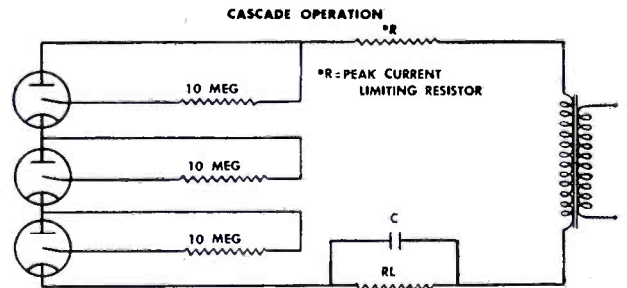 CASCADE OPERATION
*R
10 MEG
*R = PEAK CURRENT
LIMITING RESISTOR
10 MEG
10 MEG
C
RL